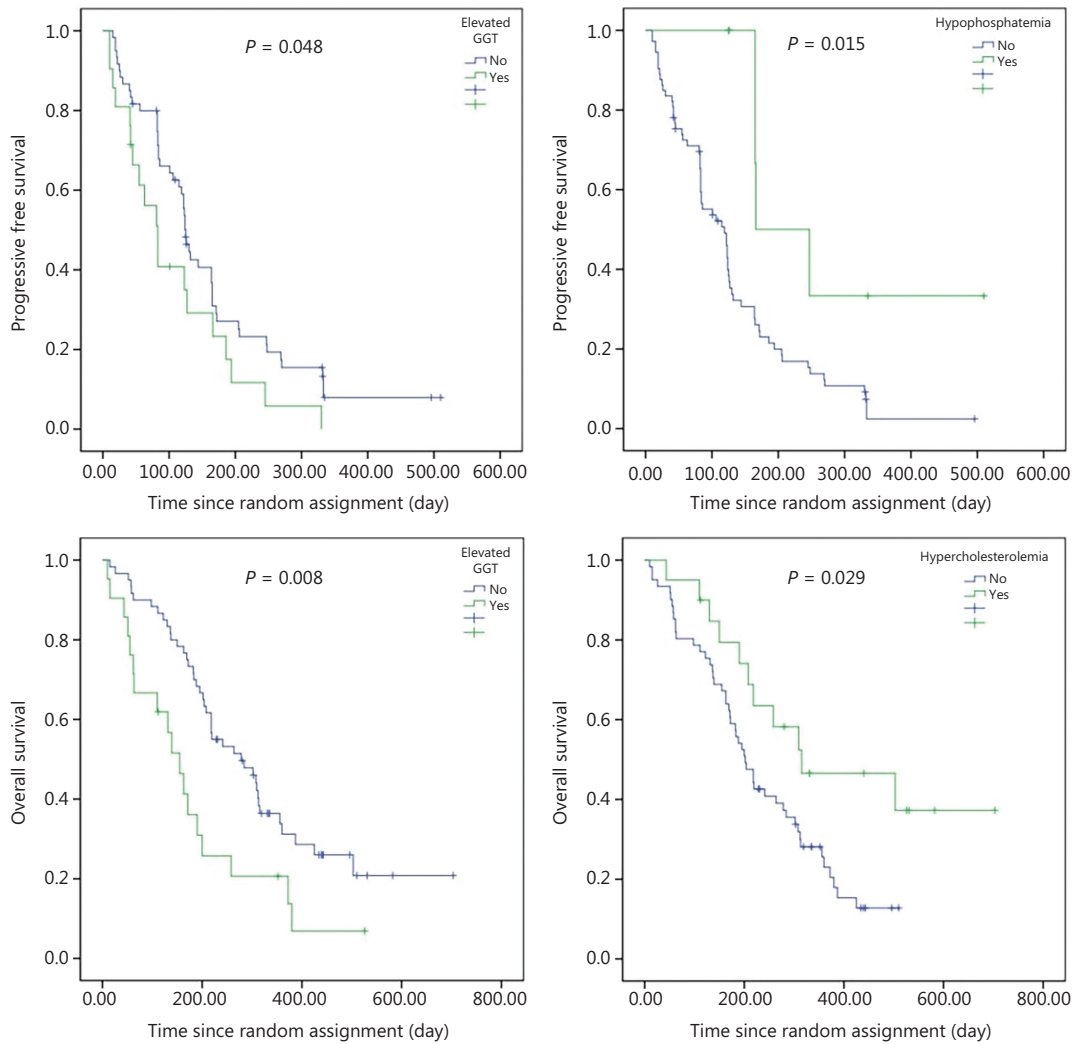 Elevated
GGT
No
Yes
P = 0.048
Progressive free survival
1.0
0.8
0.6
0.4
0.2
0.0
0.00 100.00 200.00 300.00 400.00 500.00 600.00
Time since random assignment (day)
Hypophosphatemia
No
Yes
P = 0.015
Progressive free survival
1.0
0.8
0.6
0.4
0.2
0.0
0.00 100.00 200.00 300.00 400.00 500.00 600.00
Time since random assignment (day)
Elevated
GGT
No
Yes
P = 0.008
Overall survival
1.0
0.8
0.6
0.4
0.2
0.0
0.00 200.00 400.00 600.00 800.00
Time since random assignment (day)
Hypercholesterolemia
No
Yes
P = 0.029
Overall survival
1.0
0.8
0.6
0.4
0.2
0.0
0.00 200.00 400.00 600.00 800.00
Time since random assignment (day)